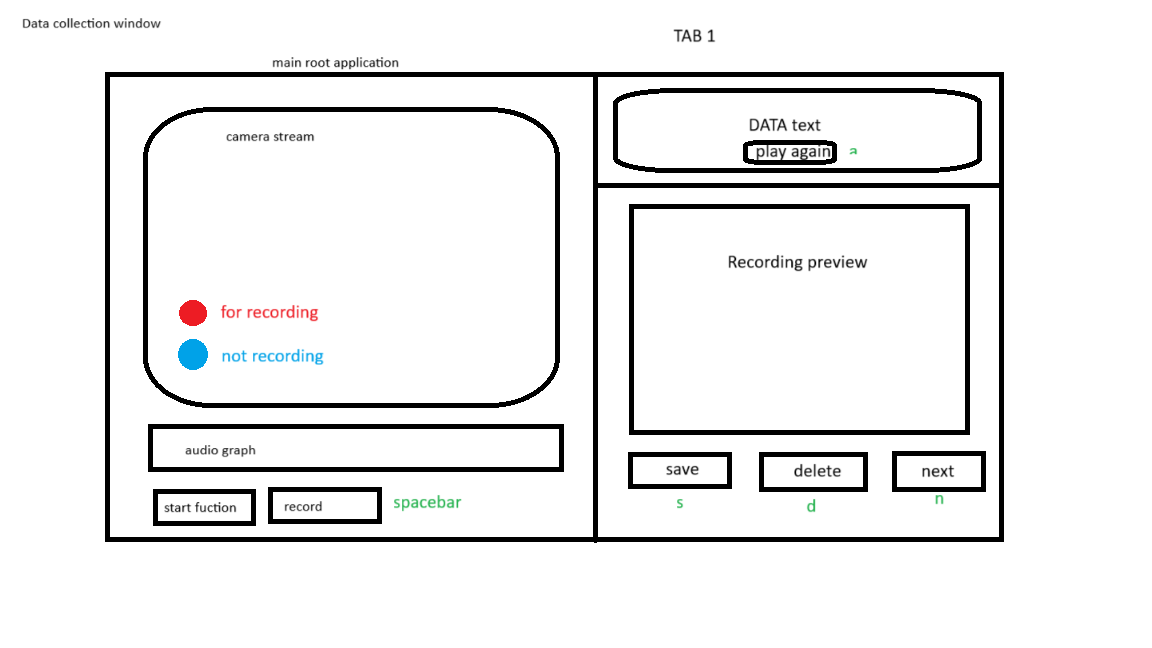 Data collection window
TAB 1
main root application
camera stream
for recording
not recording
audio graph
start fuction
record
spacebar
DATA text
play again
a
Recording preview
save
delete
next
s
d
n